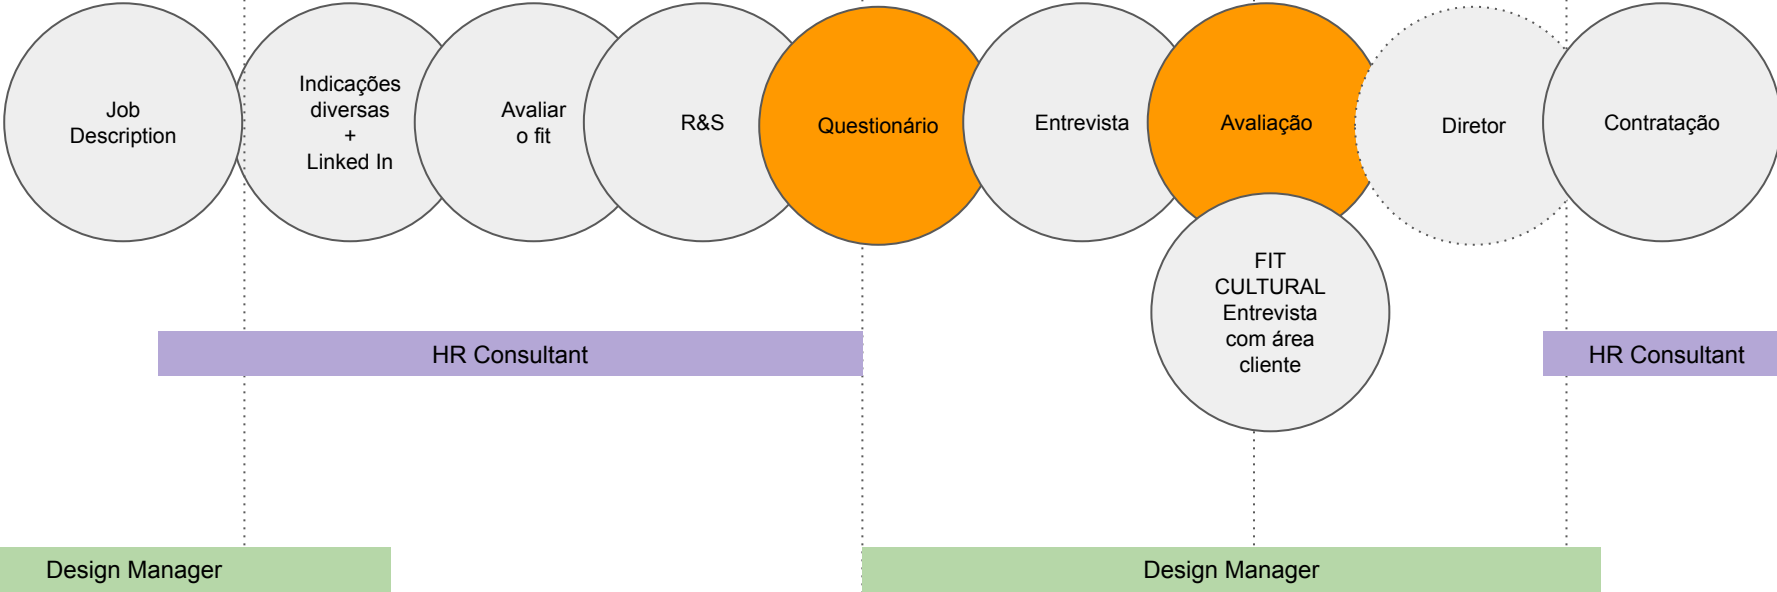 Job
Description
Indicações
diversas
+
Linked In
Avaliar
o fit
R&S
Questionário
Entrevista
Avaliação
Diretor
Contratação
FIT
CULTURAL
Entrevista
com área
cliente
HR Consultant
HR Consultant
Design Manager
Design Manager